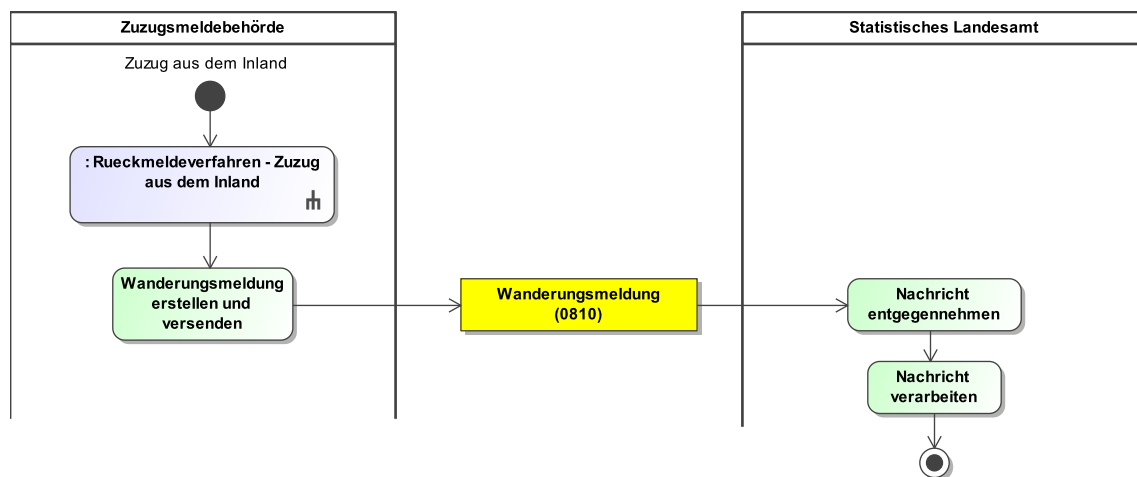 Zuzugsmeldebehörde
Statistisches Landesamt
Zuzug aus dem Inland
: Rueckmeldeverfahren - Zuzug
aus dem Inland
Wanderungsmeldung
erstellen und
versenden
Wanderungsmeldung
(0810)
Nachricht
entgegennehmen
Nachricht
verarbeiten